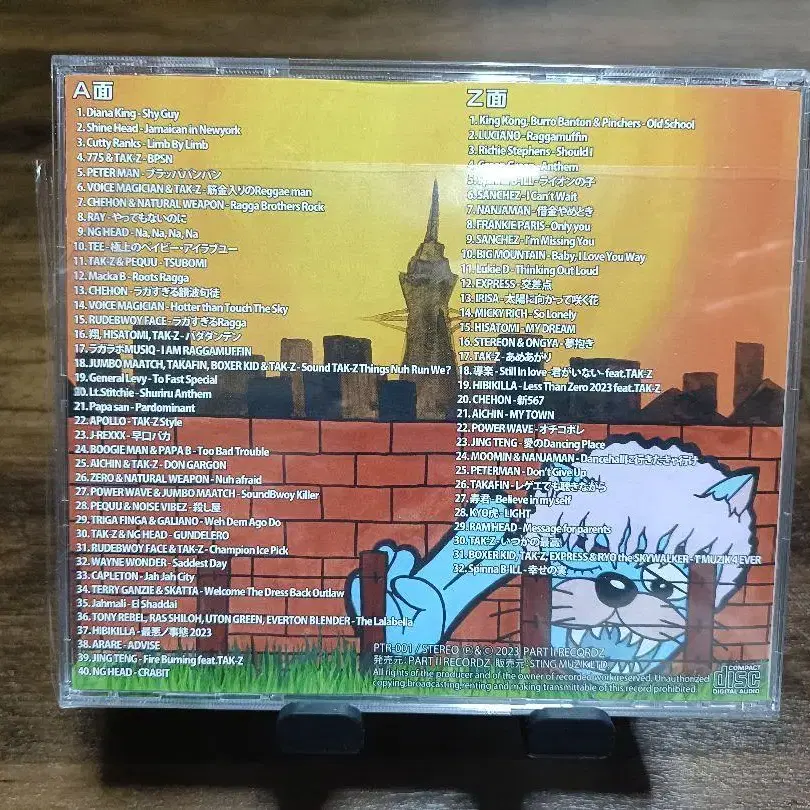 A面
1. Diana King - Shy Guy
2. Shine Head - Jamaican in Newyork
3. Cutty Ranks - Limb By Limb
4. 775 & TAK-Z - BPSN
5. PETER MAN - ブラッパンパン
6. VOICE MAGICIAN & TAK-Z - 筋金入りのReggae man
7. CHEHON & NATURAL WEAPON - Ragga Brothers Rock
8. RAY - やってもないのに
9. NG HEAD - Na, Na, Na, Na
10. TEE - 極上のベイビー・アイラブユー
11. TAK-Z & PEQUU - TSUBOMI
12. Macka B - Roots Ragga
13. CHEHON - ラガすぎる韻波句徒
14. VOICE MAGICIAN - Hotter than Touch The Sky
15. RUDEBWOY FACE - ラガすぎるRagga
16. 翔, HISATOMI, TAK-Z - バダダンテン
17. ラガラボMUSIQ - I AM RAGGAMUFFIN
18. JUMBO MAATCH, TAKAFIN, BOXER KID & TAK-Z - Sound TAK-Z Things Nuh Run We ?
19. General Levy - To Fast Special
20. Lt.Stitchie - Shuriru Anthem
21. Papa san - Pardominant
22. APOLLO - TAK-Z Style
23. J-REXXX - 早口バカ
24. BOOGIE MAN & PAPA B - Too Bad Trouble
25. AICHIN & TAK-Z - DON GARGON
26. ZERO & NATURAL WEAPON - Nuh afraid
27. POWER WAVE & JUMBO MAATCH - SoundBwoy Killer
28. PEQUU & NOISE VIBEZ - 殺し屋
29. TRIGA FINGA & GALIANO - Weh Dem Ago Do
30. TAK-Z & NG HEAD - GUNDELERO
31. RUDEBWOY FACE & TAK-Z - Champion Ice Pick
32. WAYNE WONDER - Saddest Day
33. CAPLETON - Jah Jah City
34. TERRY GANZIE & SKATTA - Welcome The Dress Back Outlaw
35. Jahmali - El Shaddai
36. TONY REBEL, RAS SHILOH, UTON GREEN, EVERTON BLENDER - The Lalabella
37. HIBIKILLA - 最悪ノ事態 2023
38. ARARE - ADVISE
39. JING TENG - Fire Burning feat.TAK-Z
40. NG HEAD - CRABIT
Z面
1. King Kong, Burro Banton & Pinchers - Old School
2. LUCIANO - Raggamuffin
3. Richie Stephens - Should I
4. Anthem
5. ライオンの子
6. SANCHEZ - I Can't Wait
7. NANJAMAN - 借金やめとき
8. FRANKIE PARIS - Only you
9. SANCHEZ - I'm Missing You
10. BIG MOUNTAIN - Baby, I Love You Way
11. Lukie D - Thinking Out Loud
12. EXPRESS - 交差点
13. IRISA - 太陽に向かって咲く花
14. MICKY RICH - So Lonely
15. HISATOMI - MY DREAM
16. STEREON & ONGYA - 夢抱き
17. TAK-Z - あめあがり
18. 導楽 - Still In love - 君がいない- feat.TAK-Z
19. HIBIKILLA - Less Than Zero 2023 feat.TAK-Z
20. CHEHON - 新567
21. AICHIN - MY TOWN
22. POWER WAVE - オチコボレ
23. JING TENG - 愛のDancing Place
24. MOOMIN & NANJAMAN - Dancehallに行きたきゃ行け
25. PETERMAN - Don't Give Up
26. TAKAFIN - レゲエでも聴きながら
27. 寿君 - Believe in my self
28. KYO虎 - LIGHT
29. RAMHEAD - Message for parents
30. TAK-Z - いつかの最高
31. BOXER KID, TAK-Z, EXPRESS & RYO the SKYWALKER - T MUZIK 4 EVER
32. Spinna B-ILL - 幸せの実
PTR-001 / STEREO Ⓟ & © 2023 PART II RECORDZ
発売元 : PART II RECORDZ, 販売元 : STING MUZIK LTD.
All rights of the producer and of the owner of recorded work reserved. Unauthorized
copying broadcasting, renting and making transmittable of this record prohibited.
COMPACT
disc
DIGITAL AUDIO